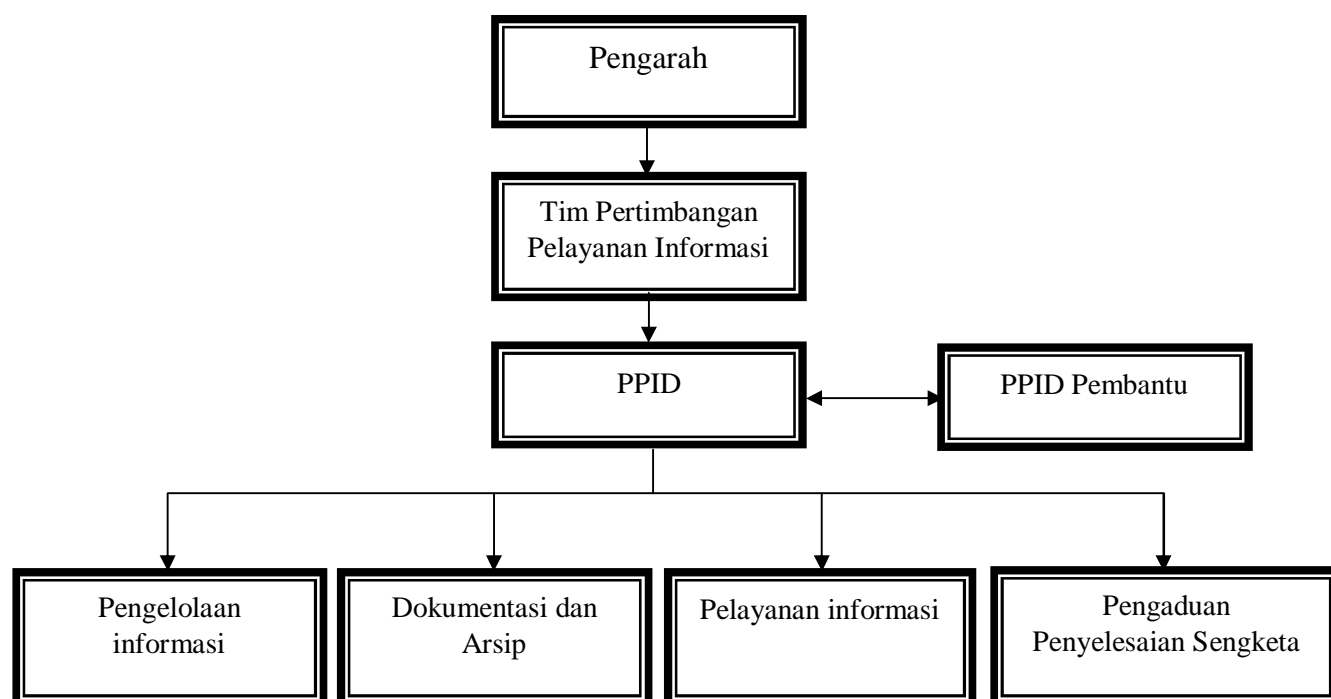 Pengarah
Tim Pertimbangan
Pelayanan Informasi
PPID
PPID Pembantu
Pengelolaan
informasi
Dokumentasi dan
Arsip
Pelayanan informasi
Pengaduan
Penyelesaian Sengketa